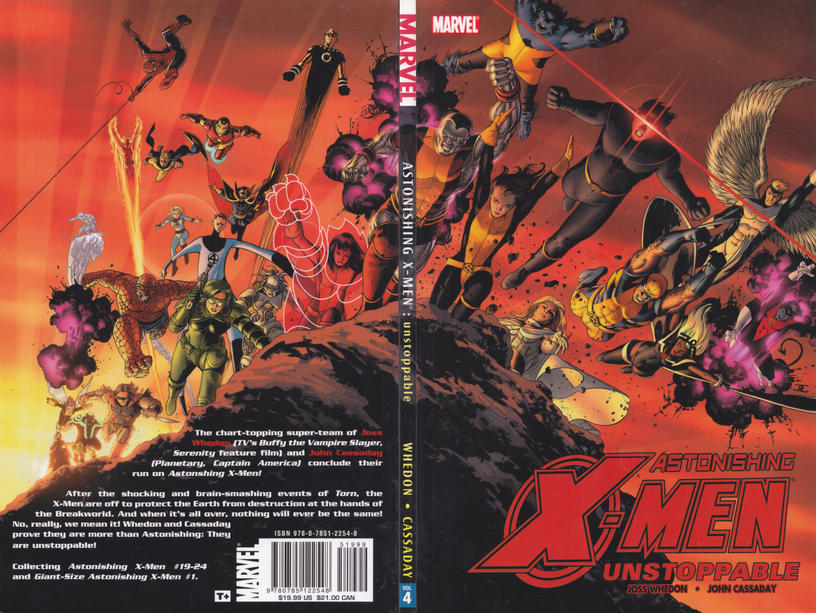 MARVEL
The chart-topping super-team of Joss
Whedon (TV's Buffy the Vampire Slayer,
Serenity feature film) and John Cassaday
(Planetary, Captain America) conclude their
run on Astonshing X-Men!
After the shocking and brain-smashing events of Torn, the
X-Men are off to protect the Earth from destruction at the hands of
the Breakworld. And when it's all over, nothing will ever be the same!
No, really, we mean it! Whedon and Cassaday
prove they are more than Astonishing: They
are unstoppable!
Collecting Astonishing X-Men #19-24
and Giant-Size Astonishing X-Men #1.
T+
MARVEL
ISBN 978-0-7851-2254-8
51999
9 780785 122548
$19.99 US $21.00 CAN
MARVEL
ASTONISHING X-MEN : unstoppable
WHEDON • CASSADAY
VOL.
4
ASTONISHING
X-MEN
UNSTOPPABLE
JOSS WHEDON • JOHN CASSADAY